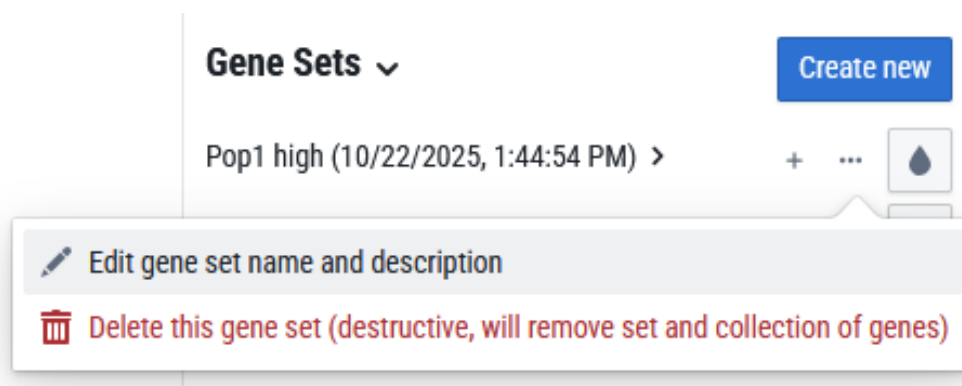 Gene Sets
Create new
Pop1 high (10/22/2025, 1:44:54 PM)
Edit gene set name and description
Delete this gene set (destructive, will remove set and collection of genes)